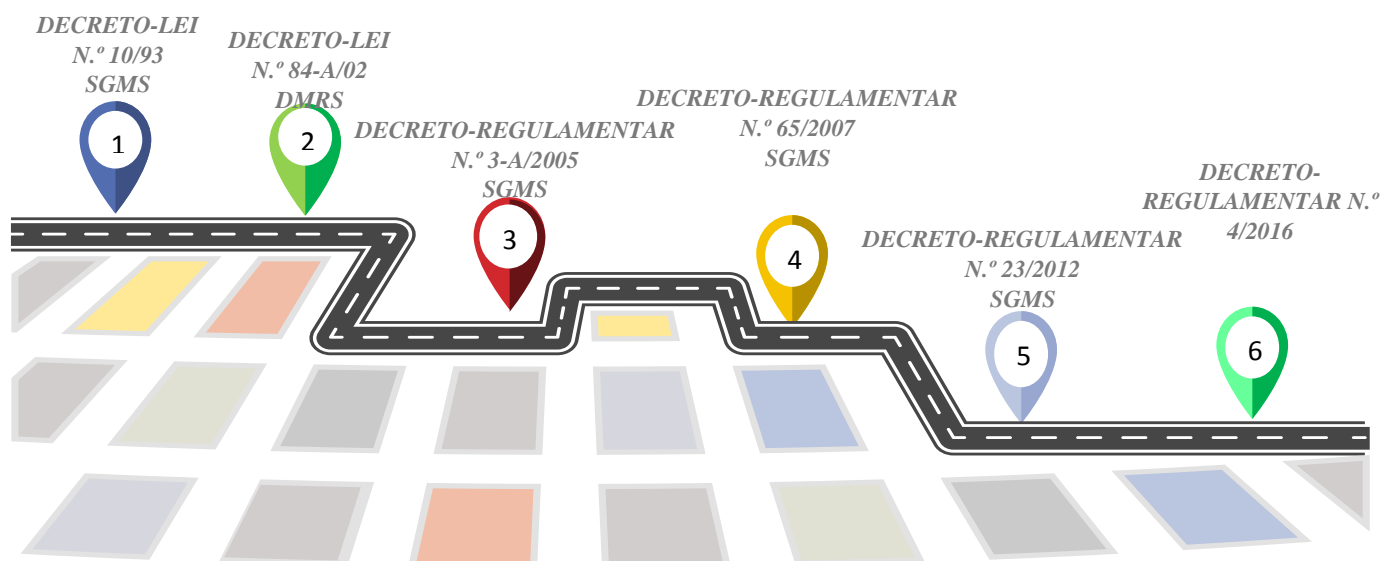 DECRETO-LEI
N.º 10/93
SGMS
1
DECRETO-LEI
N.º 84-A/02
DMRS
2
DECRETO-REGULAMENTAR
N.º 3-A/2005
SGMS
3
DECRETO-REGULAMENTAR
N.º 65/2007
SGMS
4
DECRETO-REGULAMENTAR
N.º 23/2012
SGMS
5
DECRETO-
REGULAMENTAR N.º
4/2016
6